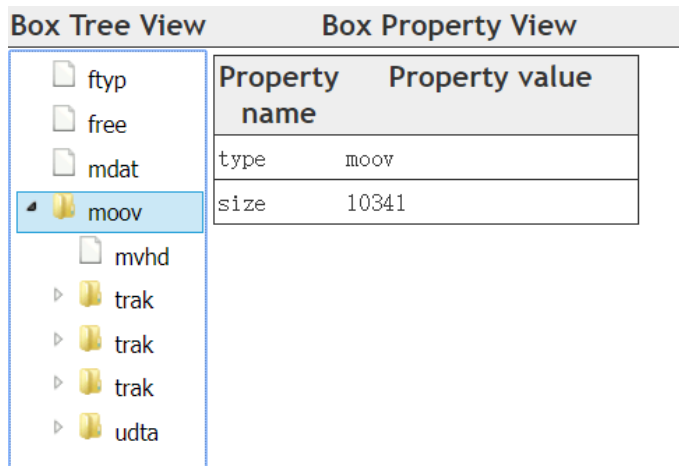 Box Tree View
Box Property View
ftyp
free
mdat
moov
mvhd
trak
trak
trak
udta
Property name
Property value
type moov
size 10341